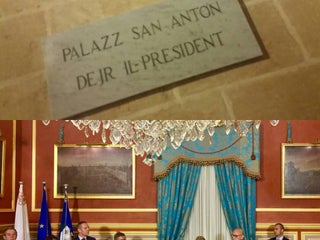 PALAZZ SAN ANTON
DEJR IL-PRESIDENT